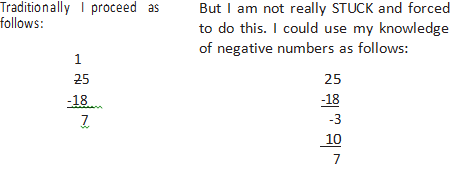 Traditionally I proceed as
follows:
1
25
-18
7
But I am not really STUCK and forced
to do this. I could use my knowledge
of negative numbers as follows:
25
-18
-3
10
7